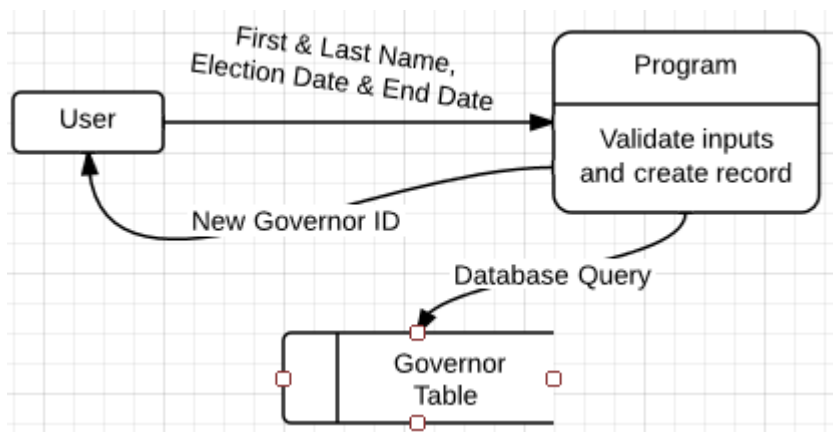 First & Last Name,
Election Date & End Date
Program
User
Validate inputs
and create record
New Governor ID
Database Query
Governor
Table